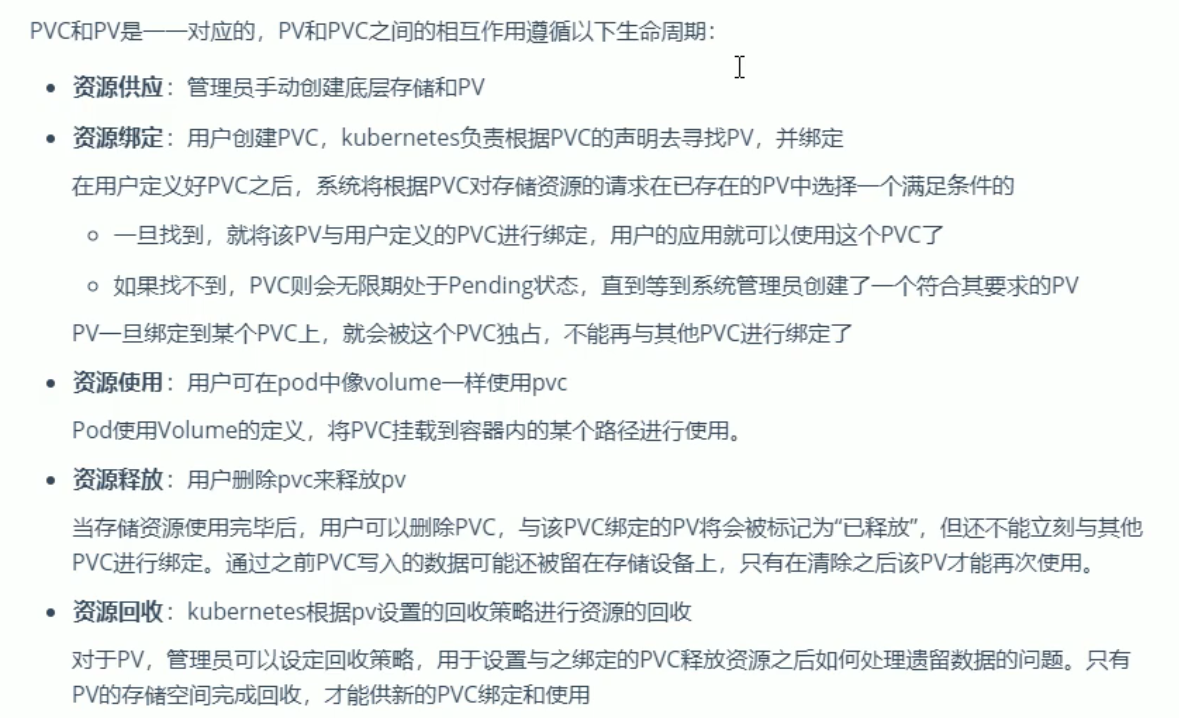 PVC和PV是一一对应的，PV和PVC之间的相互作用遵循以下生命周期：
资源供应：管理员手动创建底层存储和PV
资源绑定：用户创建PVC，kubernetes负责根据PVC的声明去寻找PV，并绑定
在用户定义好PVC之后，系统将根据PVC对存储资源的请求在已存在的PV中选择一个满足条件的
一旦找到，就将该PV与用户定义的PVC进行绑定，用户的应用就可以使用这个PVC了
如果找不到，PVC则会无限期处于Pending状态，直到等到系统管理员创建了一个符合其要求的PV
PV一旦绑定到某个PVC上，就会被这个PVC独占，不能再与其他PVC进行绑定了
资源使用：用户可在pod中像volume一样使用pvc
Pod使用Volume的定义，将PVC挂载到容器内的某个路径进行使用。
资源释放：用户删除pvc来释放pv
当存储资源使用完毕后，用户可以删除PVC，与该PVC绑定的PV将会被标记为“已释放”，但还不能立刻与其他
PVC进行绑定。通过之前PVC写入的数据可能还被留在存储设备上，只有在清除之后该PV才能再次使用。
资源回收：kubernetes根据pv设置的回收策略进行资源的回收
对于PV，管理员可以设定回收策略，用于设置与之绑定的PVC释放资源之后如何处理遗留数据的问题。只有
PV的存储空间完成回收，才能供新的PVC绑定和使用